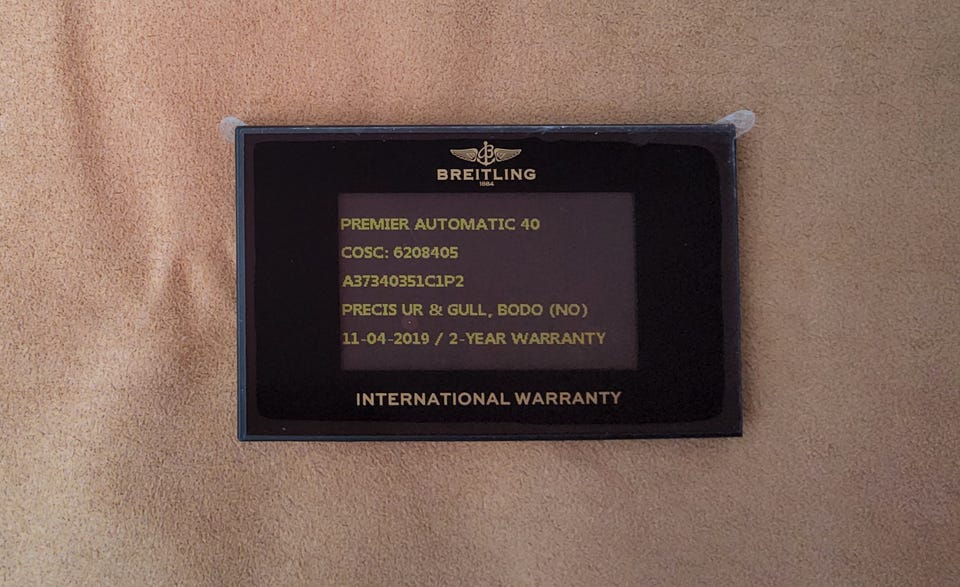 BREITLING
1884
PREMIER AUTOMATIC 40
COSC: 6208405
A37340351C1P2
PRECIS UR & GULL, BODO (NO)
11-04-2019 / 2-YEAR WARRANTY
INTERNATIONAL WARRANTY